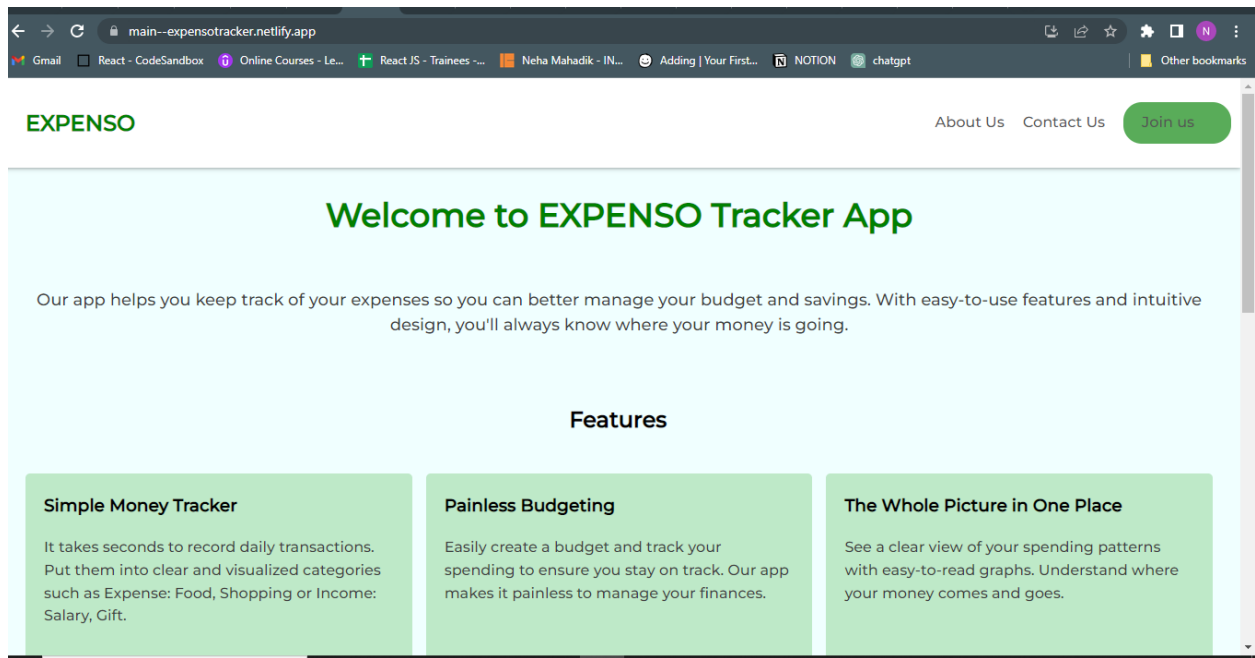 main--expensotracker.netlify.app
N
Gmail
React - CodeSandbox
Online Courses - Le...
React JS - Trainees -...
Neha Mahadik - IN...
Adding | Your First...
NOTION
chatgpt
Other bookmarks
EXPENSO
About Us
Contact Us
Join us
Welcome to EXPENSO Tracker App
Our app helps you keep track of your expenses so you can better manage your budget and savings. With easy-to-use features and intuitive
design, you'll always know where your money is going.
Features
Simple Money Tracker
It takes seconds to record daily transactions.
Put them into clear and visualized categories
such as Expense: Food, Shopping or Income:
Salary, Gift.
Painless Budgeting
Easily create a budget and track your
spending to ensure you stay on track. Our app
makes it painless to manage your finances.
The Whole Picture in One Place
See a clear view of your spending patterns
with easy-to-read graphs. Understand where
your money comes and goes.